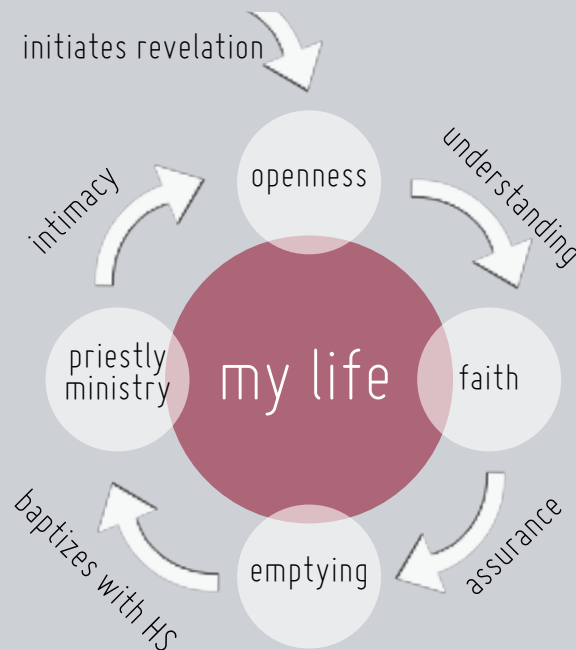 initiates revelation
openness
understanding
intimacy
priestly
ministry
my life
faith
baptizes with HS
emptying
assurance